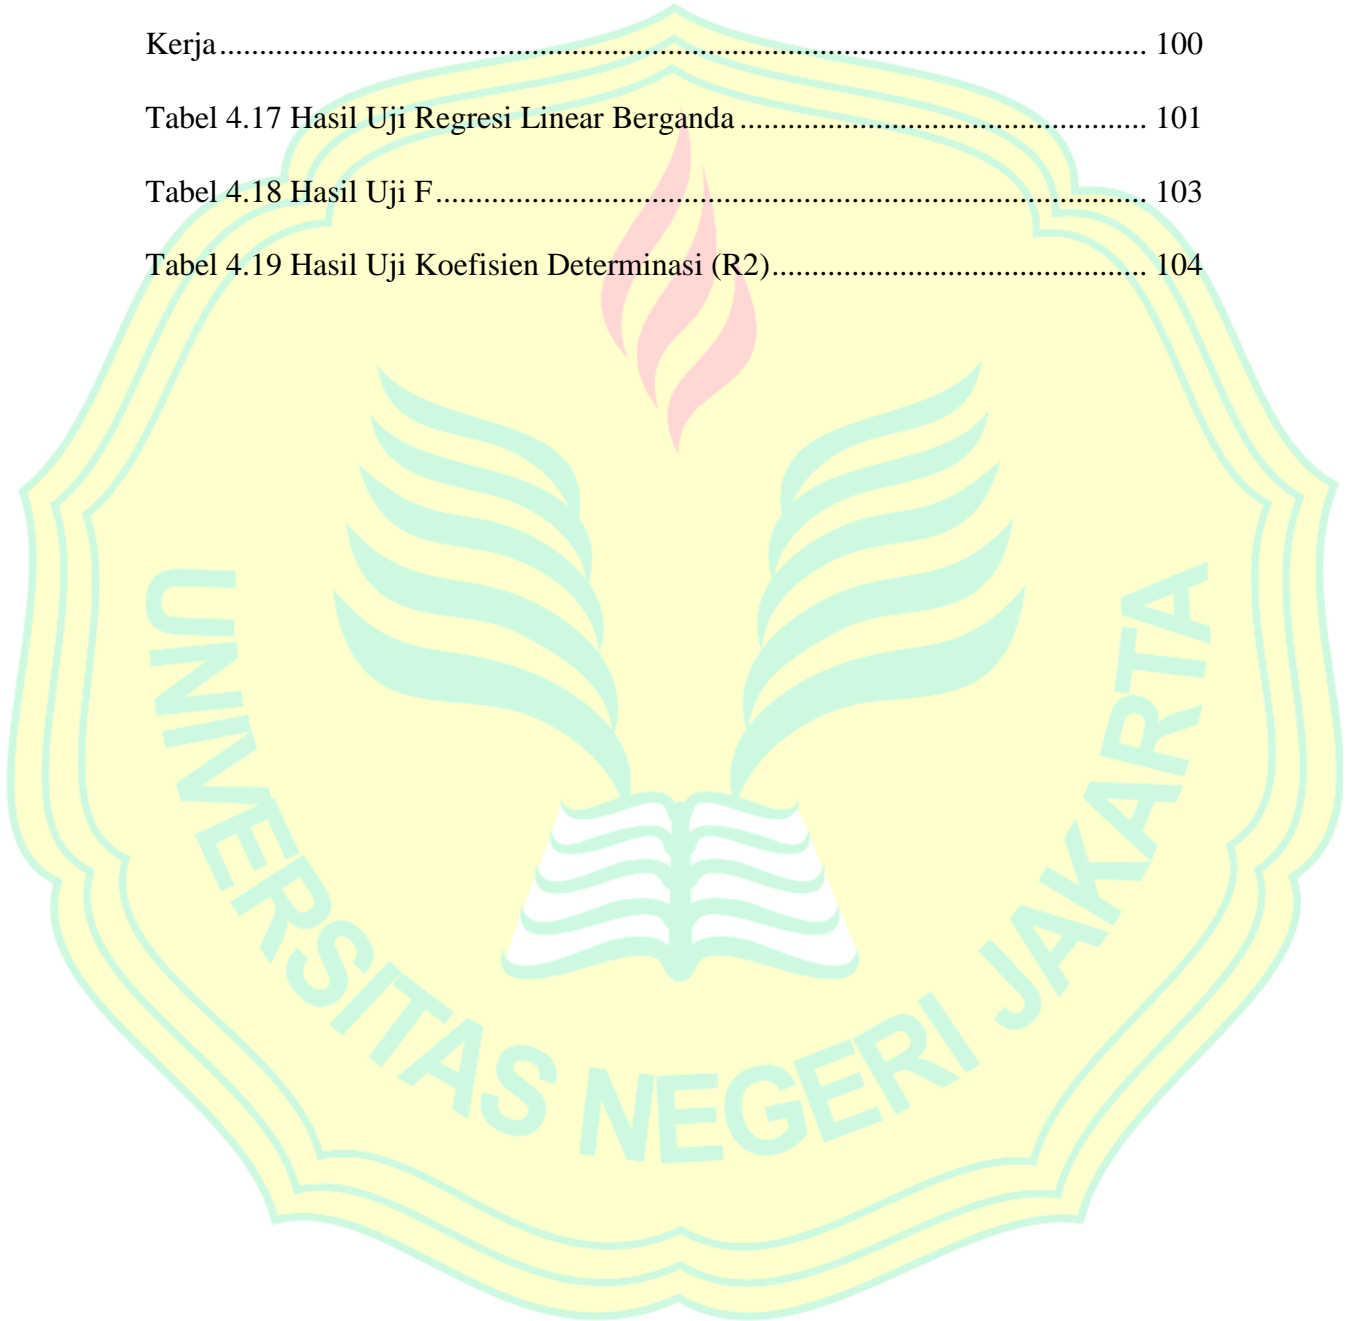 Kerja.................................................................................................................... 100
Tabel 4.17 Hasil Uji Regresi Linear Berganda ................................................... 101
Tabel 4.18 Hasil Uji F......................................................................................... 103
Tabel 4.19 Hasil Uji Koefisien Determinasi (R2)............................................... 104
UNIVERSITAS NEGERI JAKARTA